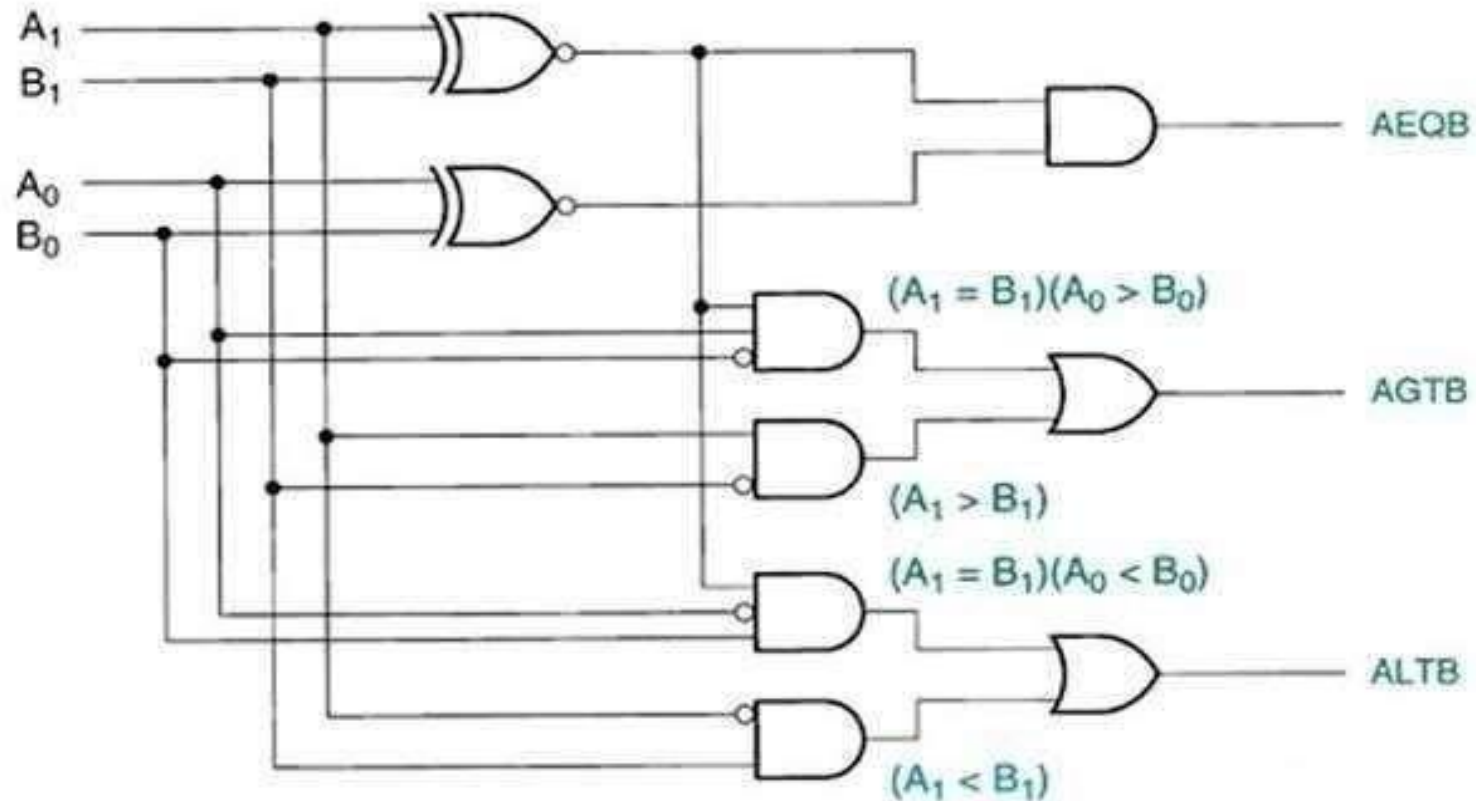 A₁
B₁
A₀
B₀
AEQB
(A₁ = B₁)(A₀ > B₀)
AGTB
(A₁ > B₁)
(A₁ = B₁)(A₀ < B₀)
ALTB
(A₁ < B₁)